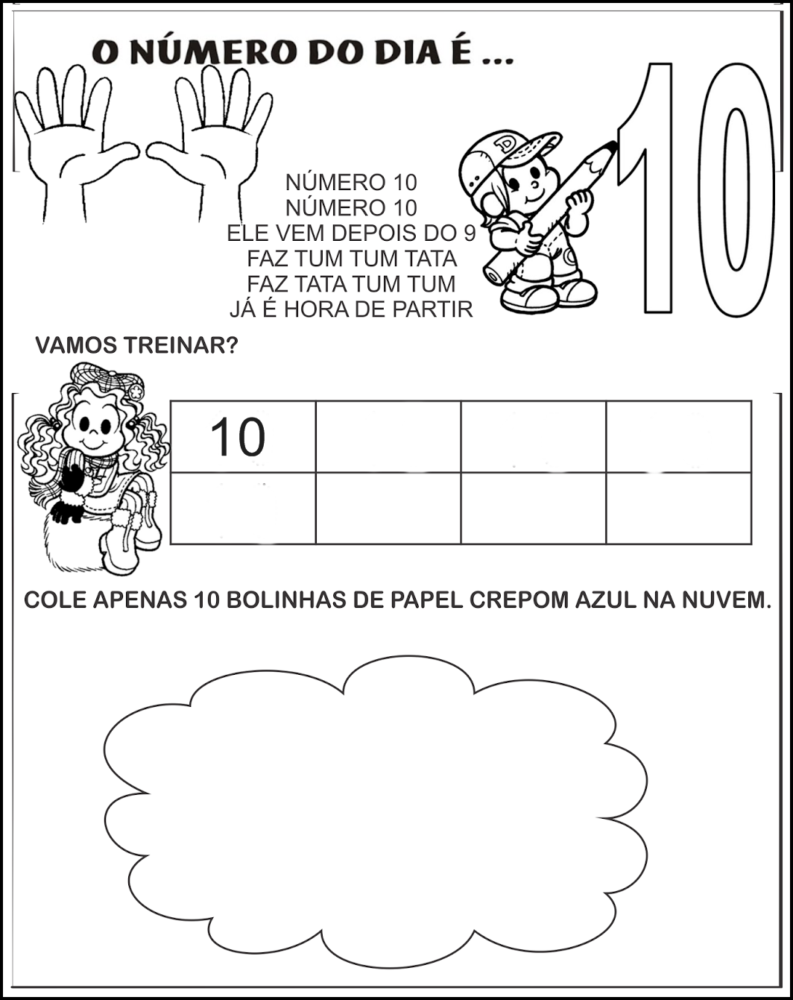 O NÚMERO DO DIA É ...
10
D
NÚMERO 10
NÚMERO 10
ELE VEM DEPOIS DO 9
FAZ TUM TUM TATA
FAZ TATA TUM TUM
JÁ É HORA DE PARTIR
VAMOS TREINAR?
10
COLE APENAS 10 BOLINHAS DE PAPEL CREPOM AZUL NA NUVEM.